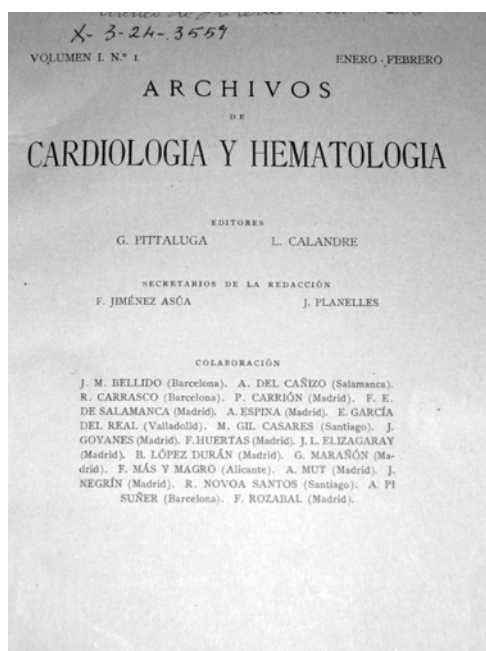 X- 3-24-3559
VOLUMEN I. N.º 1 ENERO - FEBRERO
ARCHIVOS
DE
CARDIOLOGIA Y HEMATOLOGIA
EDITORES
G. PITTALUGA L. CALANDRE
SECRETARIOS DE LA REDACCIÓN
F. JIMÉNEZ ASÚA J. PLANELLES
COLABORACIÓN
J. M. BELLIDO (Barcelona). A. DEL CAÑIZO (Salamanca).
R. CARRASCO (Barcelona). P. CARRIÓN (Madrid). F. E.
DE SALAMANCA (Madrid). A. ESPINA (Madrid). E. GARCÍA
DEL REAL (Valladolid). M. GIL CASARES (Santiago). J.
GOYANES (Madrid). F. HUERTAS (Madrid). J. L. ELIZAGARAY
(Madrid). B. LÓPEZ DURÁN (Madrid). G. MARAÑÓN (Ma-
drid). F. MÁS Y MAGRO (Alicante). A. MUT (Madrid). J.
NEGRÍN (Madrid). R. NOVOA SANTOS (Santiago). A. PI
SUÑER (Barcelona). F. ROZABAL (Madrid).